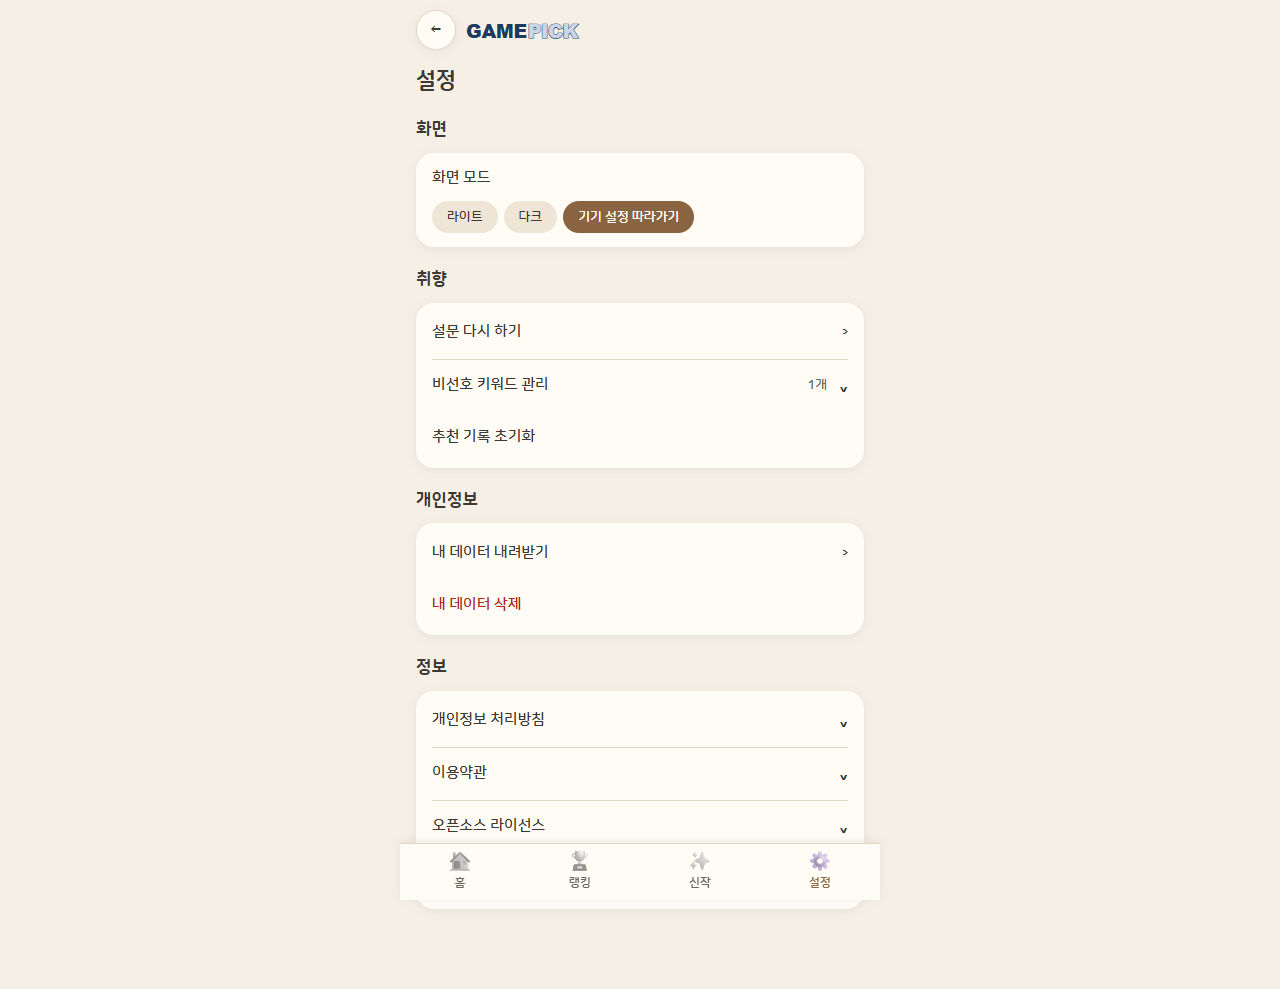 ←
GAMEPICK
설정
화면
화면 모드
라이트 다크 기기 설정 따라가기
취향
설문 다시 하기 >
비선호 키워드 관리 1개 v
추천 기록 초기화
개인정보
내 데이터 내려받기 >
내 데이터 삭제
정보
개인정보 처리방침 v
이용약관 v
오픈소스 라이선스 v
홈 랭킹 신작 설정